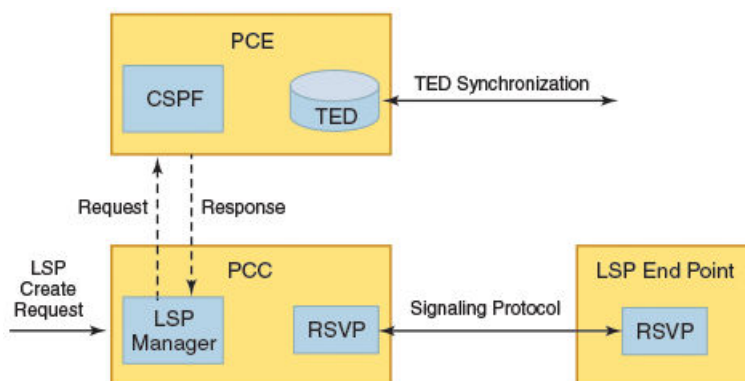 PCE
CSPF
TED
TED Synchronization
Request
Response
LSP
Create
Request
PCC
LSP
Manager
RSVP
Signaling Protocol
LSP End Point
RSVP